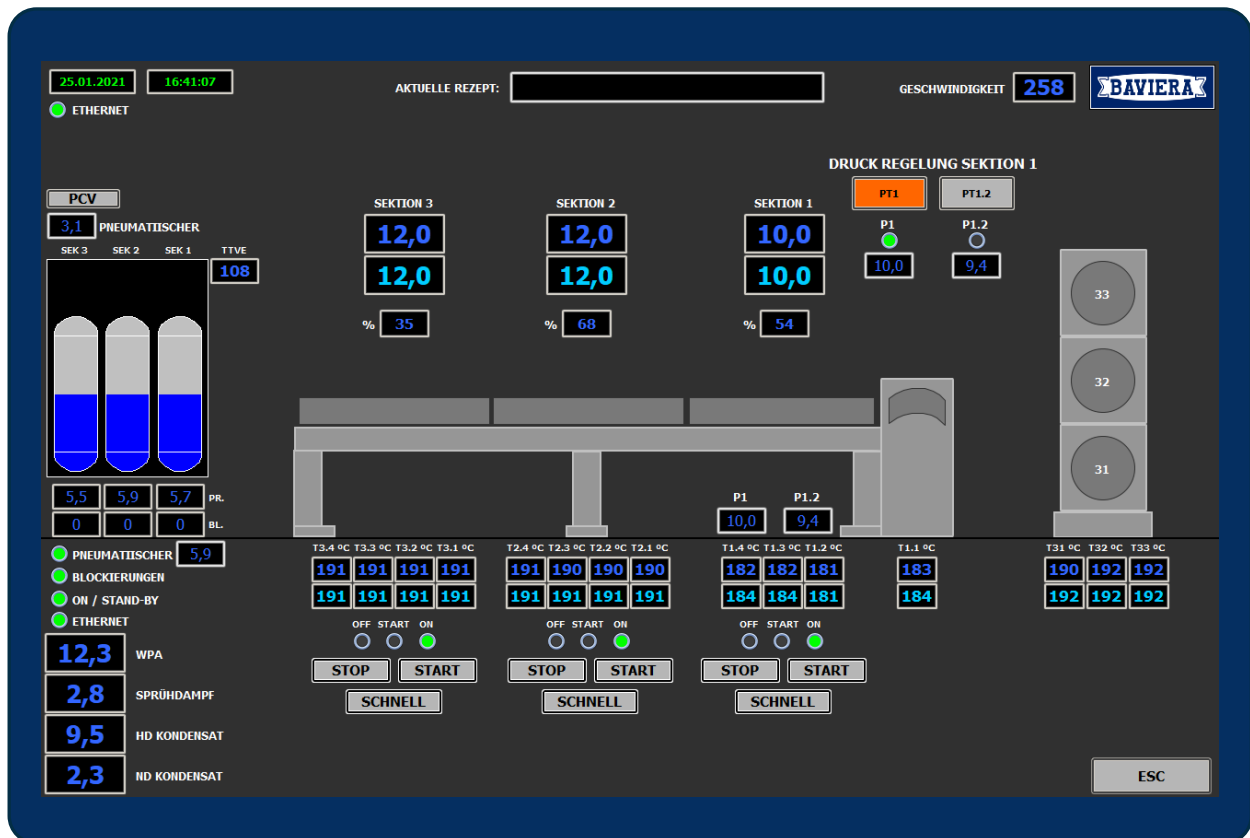 25.01.2021 16:41:07 AKTUELLE REZEPT: GESCHWINDIGKEIT 258 BAVIERA
ETHERNET
DRUCK REGELUNG SEKTION 1
PT1 PT1.2
PCV SEKTION 3 SEKTION 2 SEKTION 1
3,1 PNEUMATIISCHER 12,0 12,0 10,0 P1 P1.2
SEK 3 SEK 2 SEK 1 TTVE
108 12,0 12,0 10,0 10,0 9,4
% 35 % 68 % 54
33
32
31
5,5 5,9 5,7 PR. P1 P1.2
0 0 0 BL. 10,0 9,4
PNEUMATIISCHER 5,9 T3.4 ºC T3.3 ºC T3.2 ºC T3.1 ºC T2.4 ºC T2.3 ºC T2.2 ºC T2.1 ºC T1.4 ºC T1.3 ºC T1.2 ºC T1.1 ºC T31 ºC T32 ºC T33 ºC
BLOCKIERUNGEN 191 191 191 191 191 190 190 190 182 182 181 183 190 192 192
ON / STAND-BY 191 191 191 191 191 191 191 191 184 184 181 184 192 192 192
ETHERNET OFF START ON OFF START ON OFF START ON
12,3 WPA
STOP START STOP START STOP START
2,8 SPRÜHDAMPF SCHNELL SCHNELL SCHNELL
9,5 HD KONDENSAT
2,3 ND KONDENSAT ESC